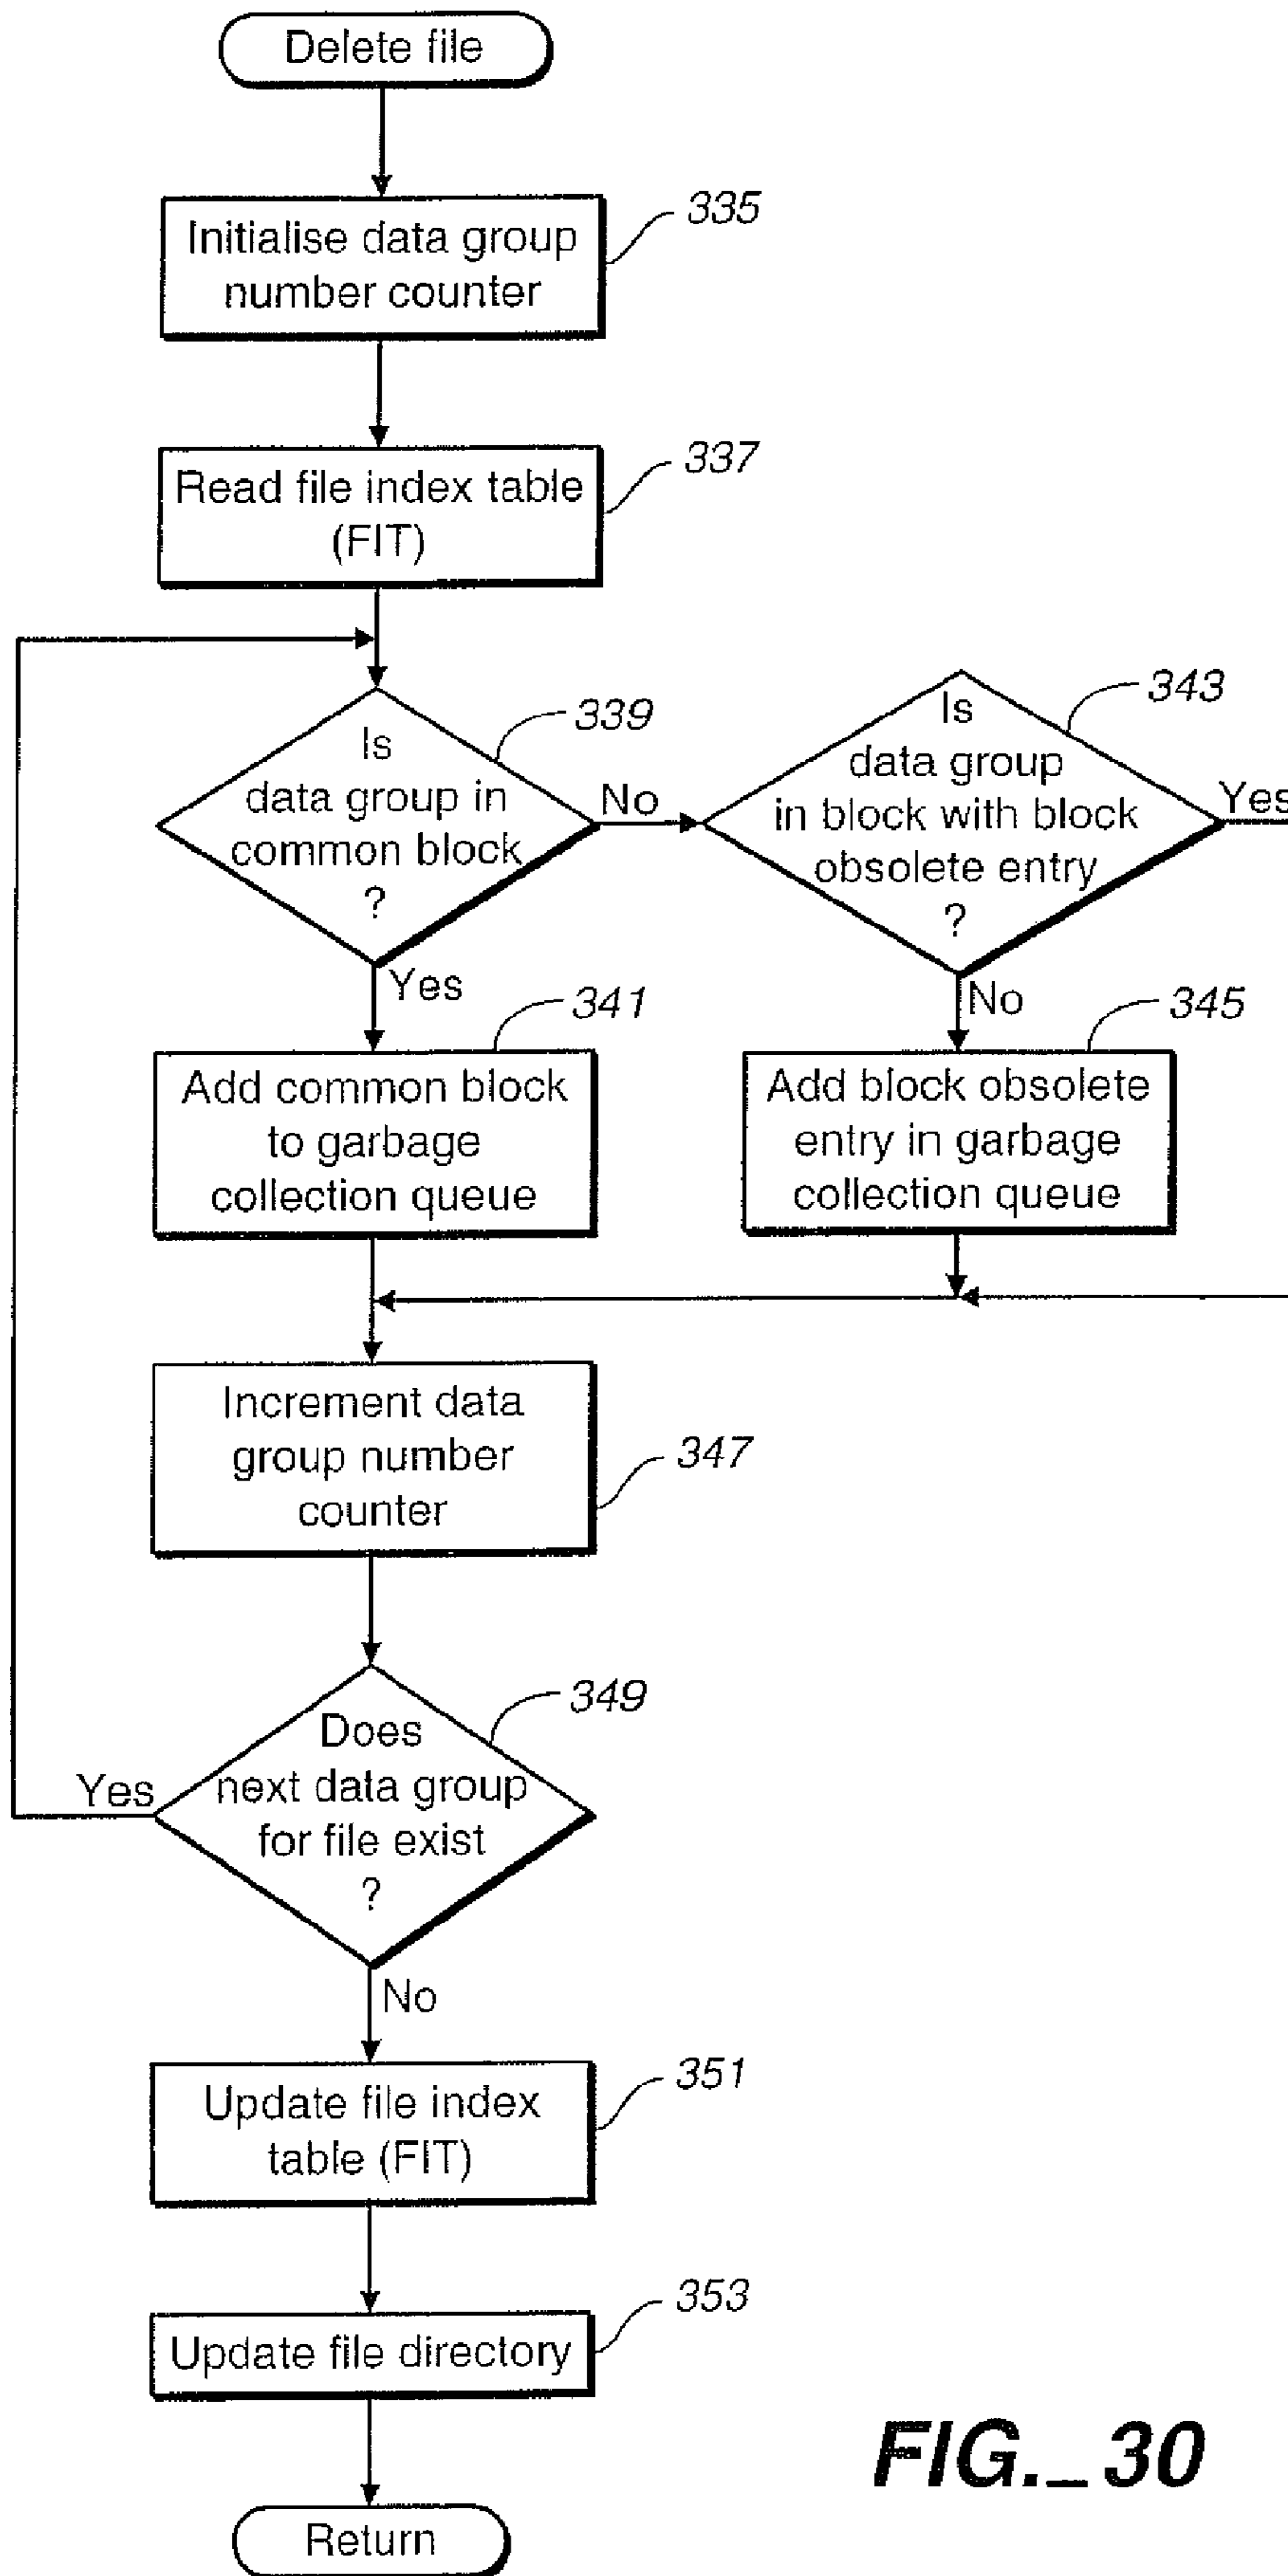 Delete file
335
Initialise data group
number counter
337
Read file index table
(FIT)
339
Is
data group in
common block
?
No
343
Is
data group
in block with block
obsolete entry
?
Yes
Yes
341
Add common block
to garbage
collection queue
No
345
Add block obsolete
entry in garbage
collection queue
Increment data
group number
counter
347
349
Does
next data group
for file exist
?
Yes
No
351
Update file index
table (FIT)
353
Update file directory
Return
FIG._30